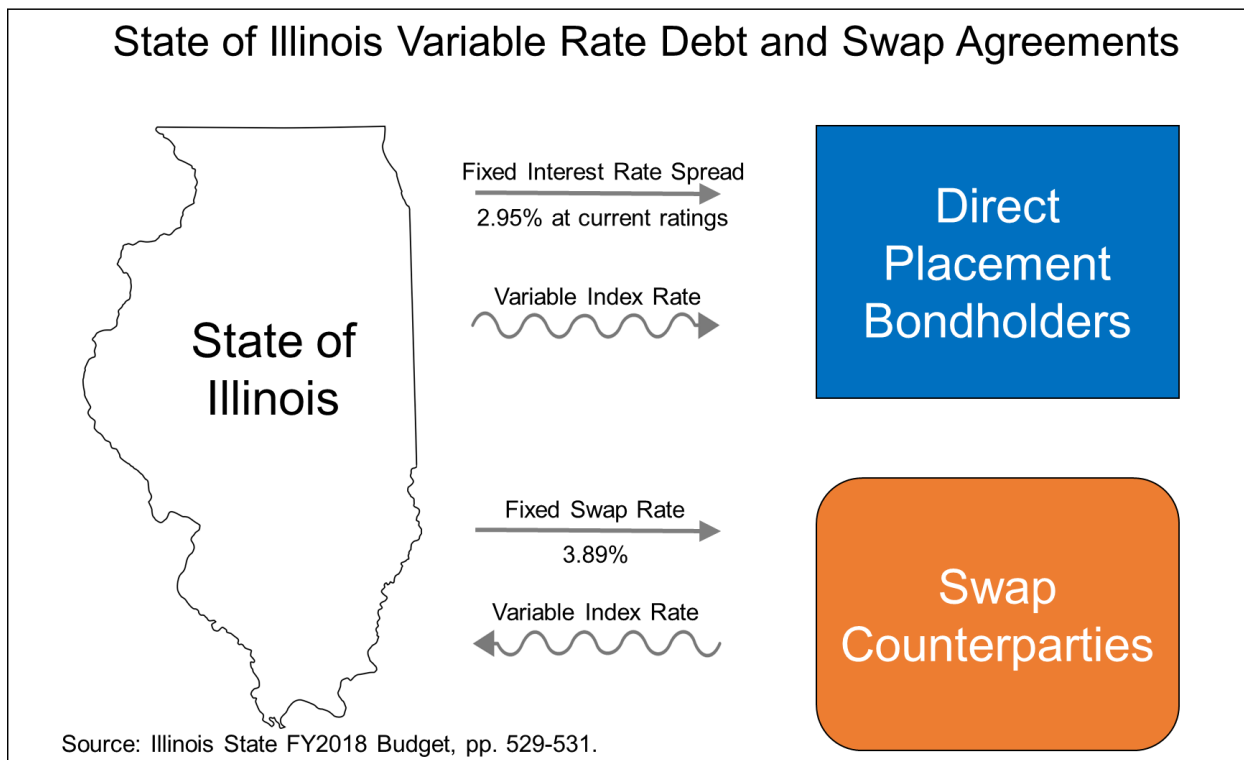 State of Illinois Variable Rate Debt and Swap Agreements
State of
Illinois
Fixed Interest Rate Spread
2.95% at current ratings
Variable Index Rate
Direct
Placement
Bondholders
Fixed Swap Rate
3.89%
Variable Index Rate
Swap
Counterparties
Source: Illinois State FY2018 Budget, pp. 529-531.